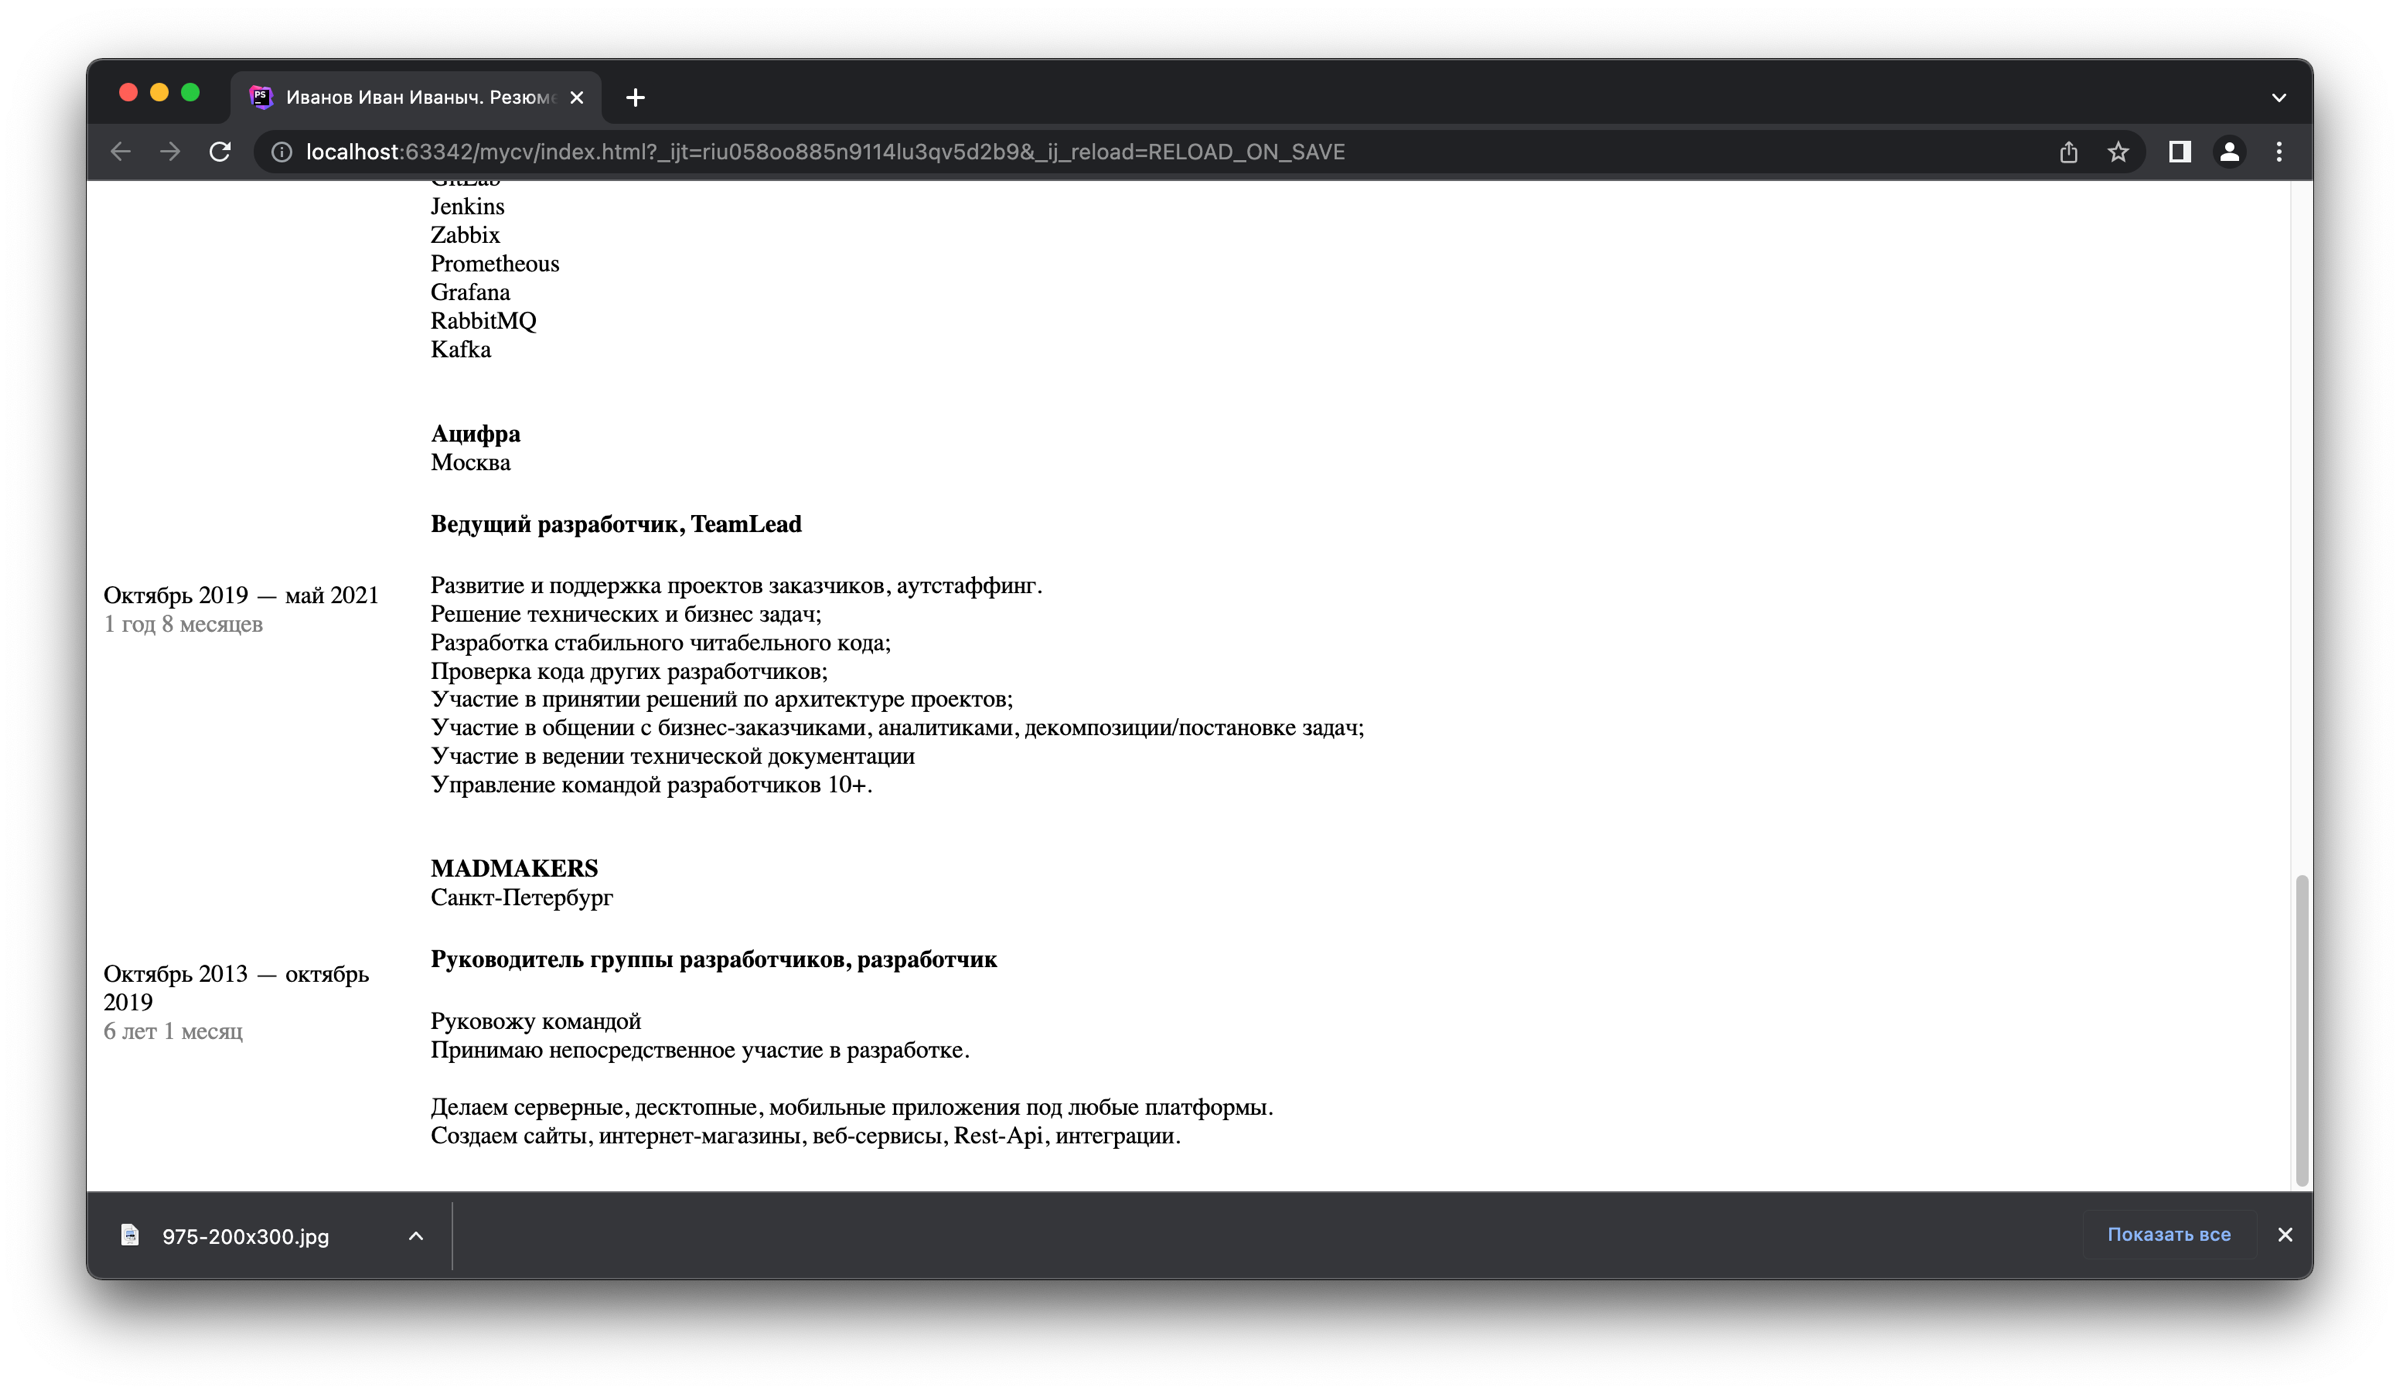 Иванов Иван Иваныч. Резюме
localhost:63342/mycv/index.html?_ijt=riu058oo885n9114lu3qv5d2b9&_ij_reload=RELOAD_ON_SAVE
GitLab
Jenkins
Zabbix
Prometheous
Grafana
RabbitMQ
Kafka
Ацифра
Москва
Ведущий разработчик, TeamLead
Октябрь 2019 — май 2021
1 год 8 месяцев
Развитие и поддержка проектов заказчиков, аутстаффинг.
Решение технических и бизнес задач;
Разработка стабильного читабельного кода;
Проверка кода других разработчиков;
Участие в принятии решений по архитектуре проектов;
Участие в общении с бизнес-заказчиками, аналитиками, декомпозиции/постановке задач;
Участие в ведении технической документации
Управление командой разработчиков 10+.
MADMAKERS
Санкт-Петербург
Руководитель группы разработчиков, разработчик
Октябрь 2013 — октябрь
2019
6 лет 1 месяц
Руковожу командой
Принимаю непосредственное участие в разработке.
Делаем серверные, десктопные, мобильные приложения под любые платформы.
Создаем сайты, интернет-магазины, веб-сервисы, Rest-Api, интеграции.
975-200x300.jpg
Показать все